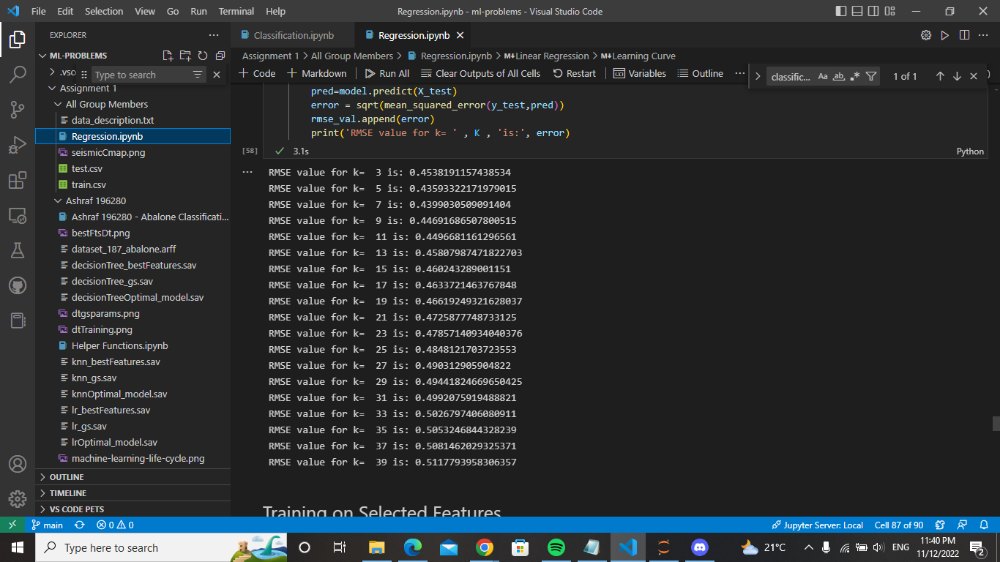 File Edit Selection View Go Run Terminal Help
Regression.ipynb - ml-problems - Visual Studio Code
EXPLORER
ML-PROBLEMS
.vsc
Type to search
Assignment 1
All Group Members
data_description.txt
Regression.ipynb
seismicCmap.png
test.csv
train.csv
Ashraf 196280
Ashraf 196280 - Abalone Classificati...
bestFtsDt.png
dataset_187_abalone.arff
decisionTree_bestFeatures.sav
decisionTree_gs.sav
decisionTreeOptimal_model.sav
dtgsparams.png
dtTraining.png
Helper Functions.ipynb
knn_bestFeatures.sav
knn_gs.sav
knnOptimal_model.sav
lr_bestFeatures.sav
lr_gs.sav
lrOptimal_model.sav
machine-learning-life-cycle.png
OUTLINE
TIMELINE
VS CODE PETS
Classification.ipynb Regression.ipynb
Assignment 1 > All Group Members > Regression.ipynb > M↓Linear Regression > M↓Learning Curve
+ Code + Markdown Run All Clear Outputs of All Cells Restart Variables Outline ...
classific... Aa ab .* 1 of 1
pred=model.predict(X_test)
error = sqrt(mean_squared_error(y_test,pred))
rmse_val.append(error)
print('RMSE value for k= ' , K , 'is:', error)
[58] 3.1s Python
RMSE value for k=  3 is: 0.4538191157438534
RMSE value for k=  5 is: 0.43593322171979015
RMSE value for k=  7 is: 0.4399030509091404
RMSE value for k=  9 is: 0.44691686507800515
RMSE value for k=  11 is: 0.4496681161296561
RMSE value for k=  13 is: 0.45807987471822703
RMSE value for k=  15 is: 0.460243289001151
RMSE value for k=  17 is: 0.4633721463767848
RMSE value for k=  19 is: 0.46619249321628037
RMSE value for k=  21 is: 0.4725877748733125
RMSE value for k=  23 is: 0.47857140934040376
RMSE value for k=  25 is: 0.4848121703723553
RMSE value for k=  27 is: 0.490312905904822
RMSE value for k=  29 is: 0.49441824669650425
RMSE value for k=  31 is: 0.4992075919488821
RMSE value for k=  33 is: 0.5026797406080911
RMSE value for k=  35 is: 0.5053246844328239
RMSE value for k=  37 is: 0.5081462029325371
RMSE value for k=  39 is: 0.5117793958306357
Training on Selected Features
main 0 0 Jupyter Server: Local Cell 87 of 90
Type here to search
21°C ENG 11:40 PM
11/12/2022 2